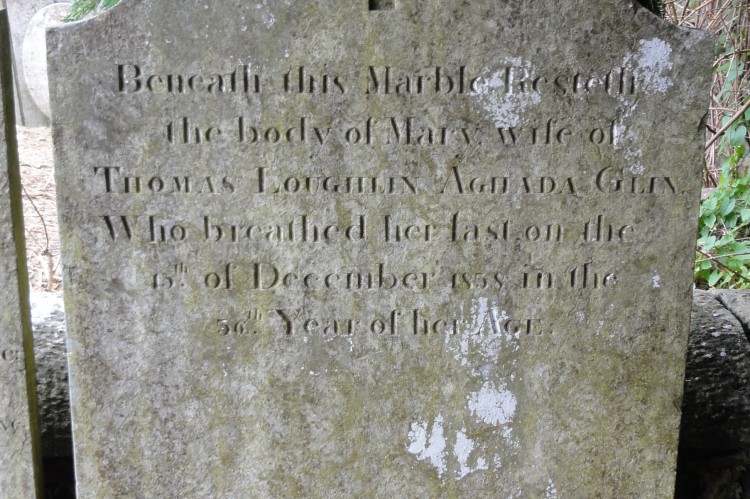 Beneath this Marble Resteth
the body of Mary wife of
THOMAS LOUGHLIN AGHADA GLIN.
Who breathed her last on the
15th. of December 1858 in the
56th. Year of her AGE.